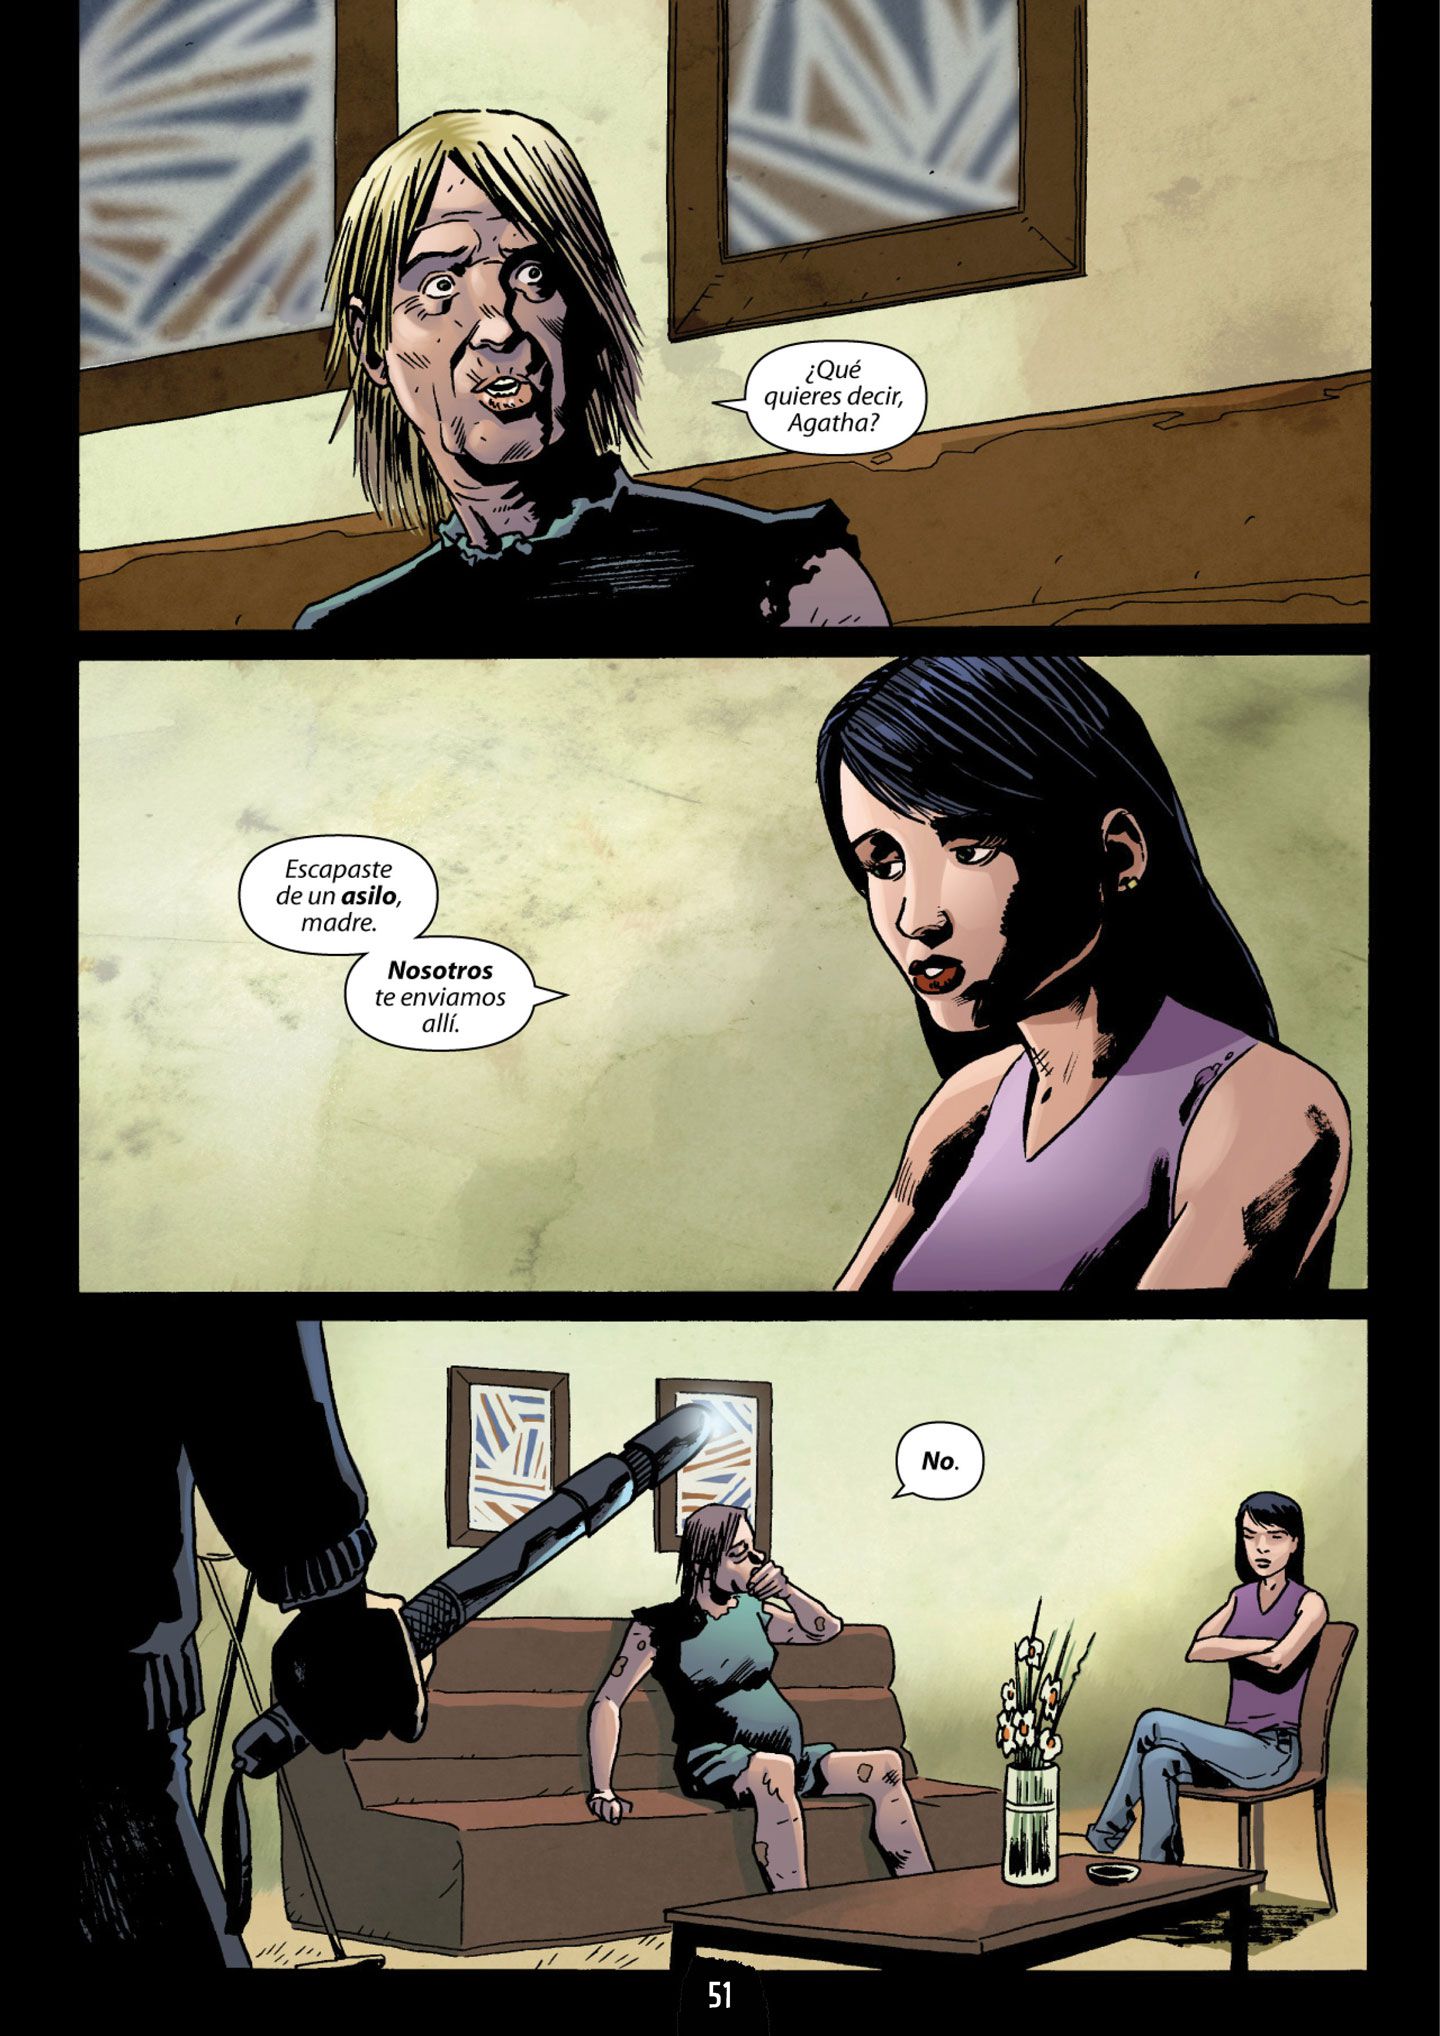 ¿Qué
quieres decir,
Agatha?
Escapaste
de un asilo,
madre.
Nosotros
te enviamos
allí.
No.
51